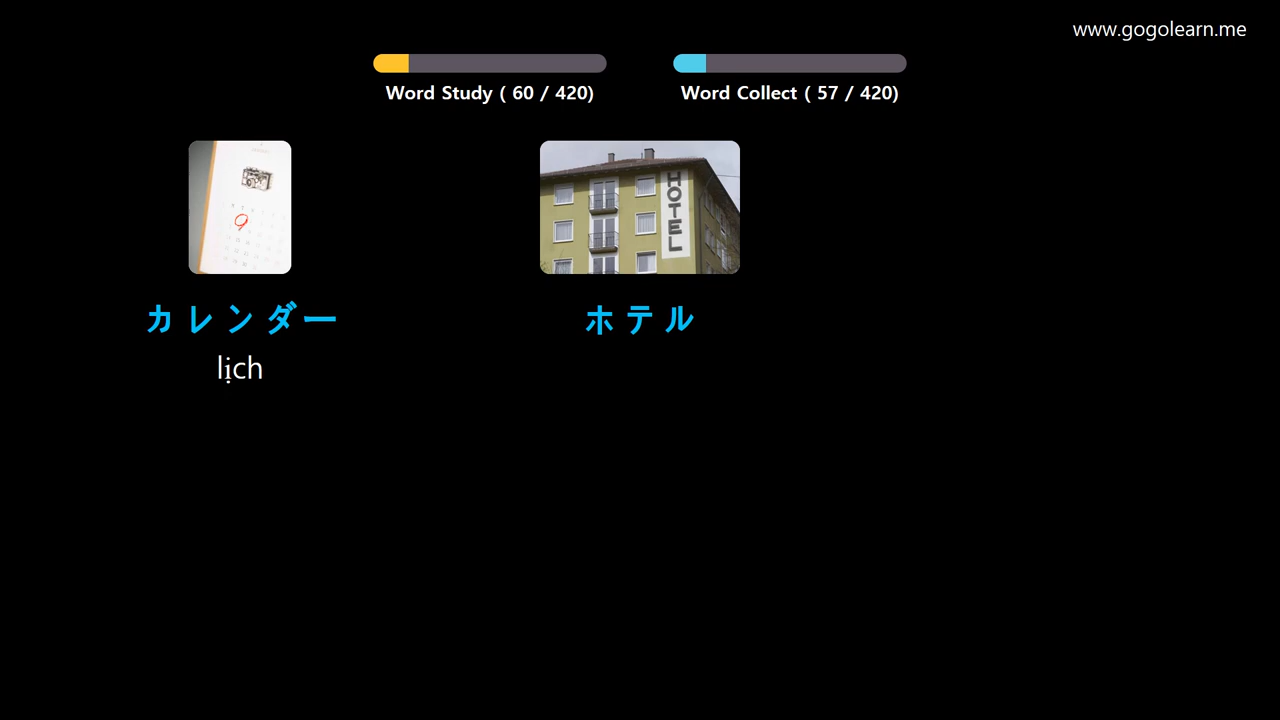 www.gogolearn.me
Word Study ( 60 / 420)
Word Collect ( 57 / 420)
9
HOTEL
カレンダー
ホテル
lịch